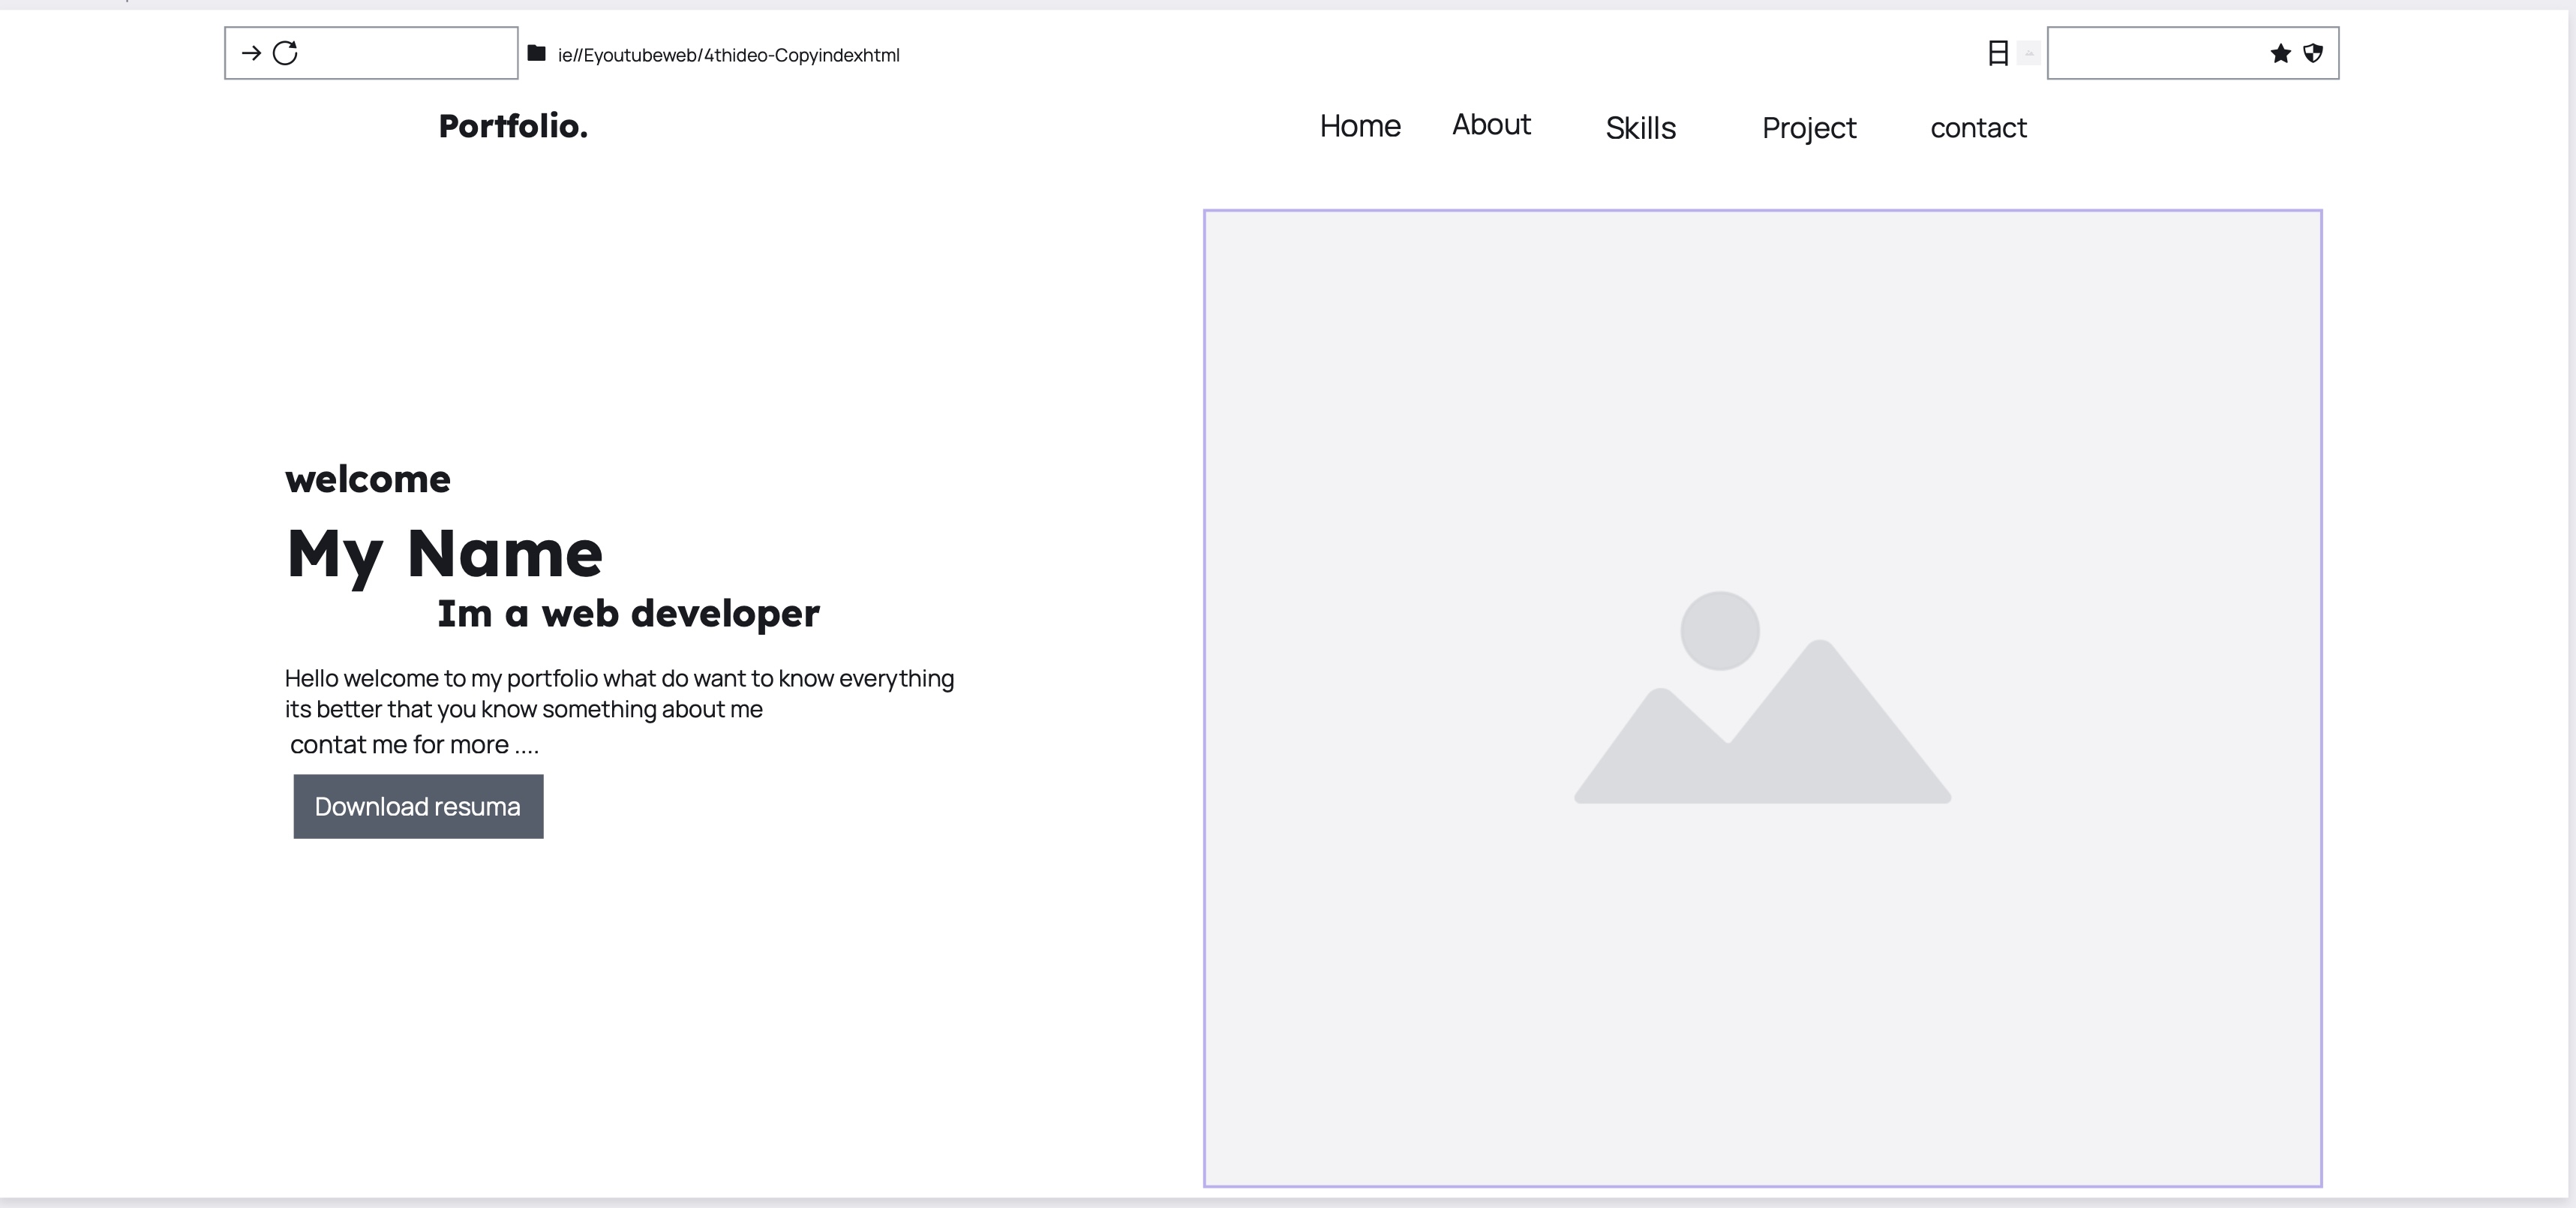 ie//Eyoutubeweb/4thideo-Copyindexhtml
Portfolio.
Home About Skills Project contact
welcome
My Name
Im a web developer
Hello welcome to my portfolio what do want to know everything
its better that you know something about me
contat me for more ....
Download resuma